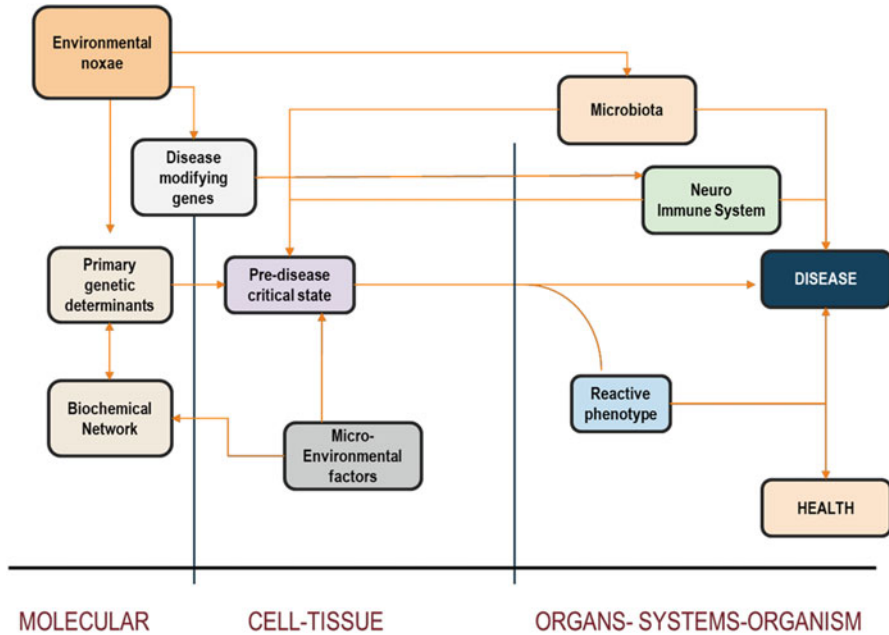 Environmental
noxae
Microbiota
Disease
modifying
genes
Neuro
Immune System
Primary
genetic
determinants
Pre-disease
critical state
DISEASE
Biochemical
Network
Micro-
Environmental
factors
Reactive
phenotype
HEALTH
MOLECULAR
CELL-TISSUE
ORGANS- SYSTEMS-ORGANISM